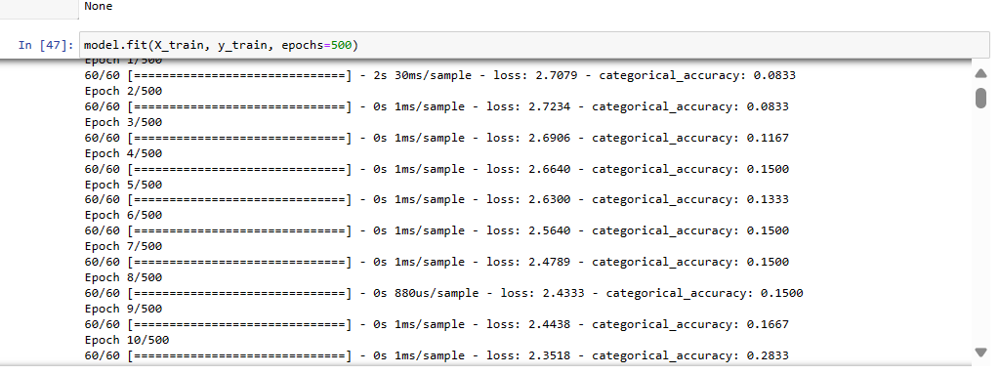 None
In [47]: model.fit(X_train, y_train, epochs=500)
Epoch 1/500
60/60 [==============================] - 2s 30ms/sample - loss: 2.7079 - categorical_accuracy: 0.0833
Epoch 2/500
60/60 [==============================] - 0s 1ms/sample - loss: 2.7234 - categorical_accuracy: 0.0833
Epoch 3/500
60/60 [==============================] - 0s 1ms/sample - loss: 2.6906 - categorical_accuracy: 0.1167
Epoch 4/500
60/60 [==============================] - 0s 1ms/sample - loss: 2.6640 - categorical_accuracy: 0.1500
Epoch 5/500
60/60 [==============================] - 0s 1ms/sample - loss: 2.6300 - categorical_accuracy: 0.1333
Epoch 6/500
60/60 [==============================] - 0s 1ms/sample - loss: 2.5640 - categorical_accuracy: 0.1500
Epoch 7/500
60/60 [==============================] - 0s 1ms/sample - loss: 2.4789 - categorical_accuracy: 0.1500
Epoch 8/500
60/60 [==============================] - 0s 880us/sample - loss: 2.4333 - categorical_accuracy: 0.1500
Epoch 9/500
60/60 [==============================] - 0s 1ms/sample - loss: 2.4438 - categorical_accuracy: 0.1667
Epoch 10/500
60/60 [==============================] - 0s 1ms/sample - loss: 2.3518 - categorical_accuracy: 0.2833